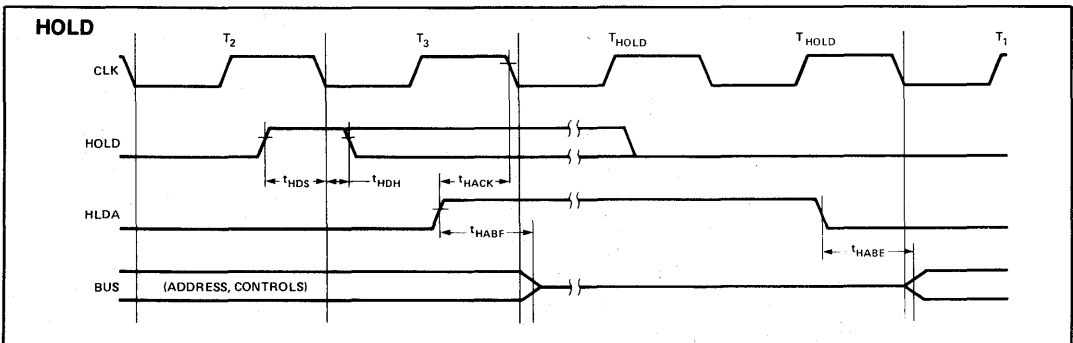 HOLD
T2 T3 THOLD THOLD T1
CLK
HOLD
tHDS tHDH tHACK
HLDA
tHABF tHABE
BUS (ADDRESS, CONTROLS)